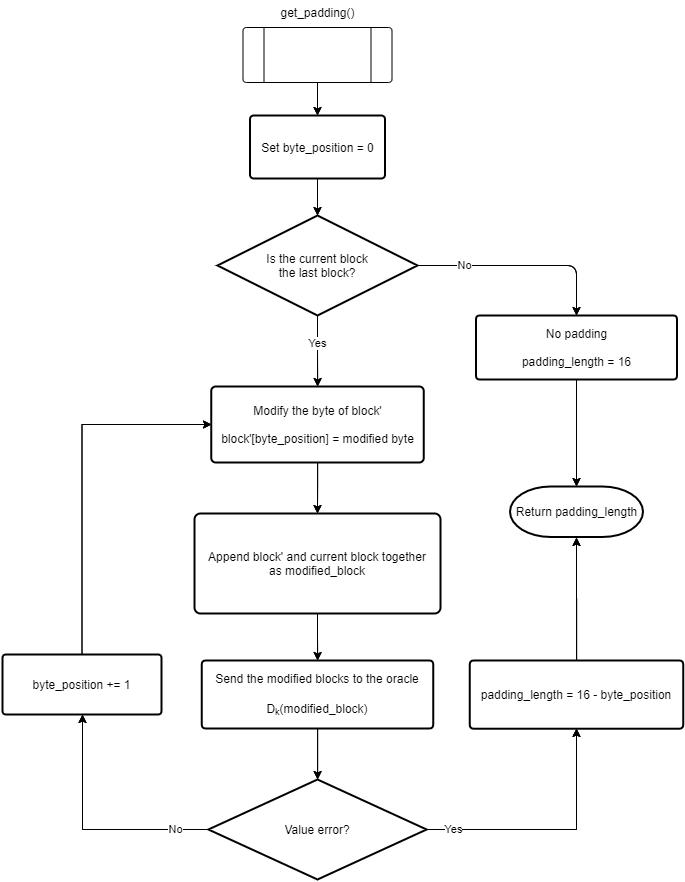 get_padding()
Set byte_position = 0
Is the current block
the last block?
No
Yes
No padding
padding_length = 16
Modify the byte of block'
block'[byte_position] = modified byte
Return padding_length
Append block' and current block together
as modified_block
byte_position += 1
Send the modified blocks to the oracle
Dk(modified_block)
padding_length = 16 - byte_position
Value error?
No
Yes